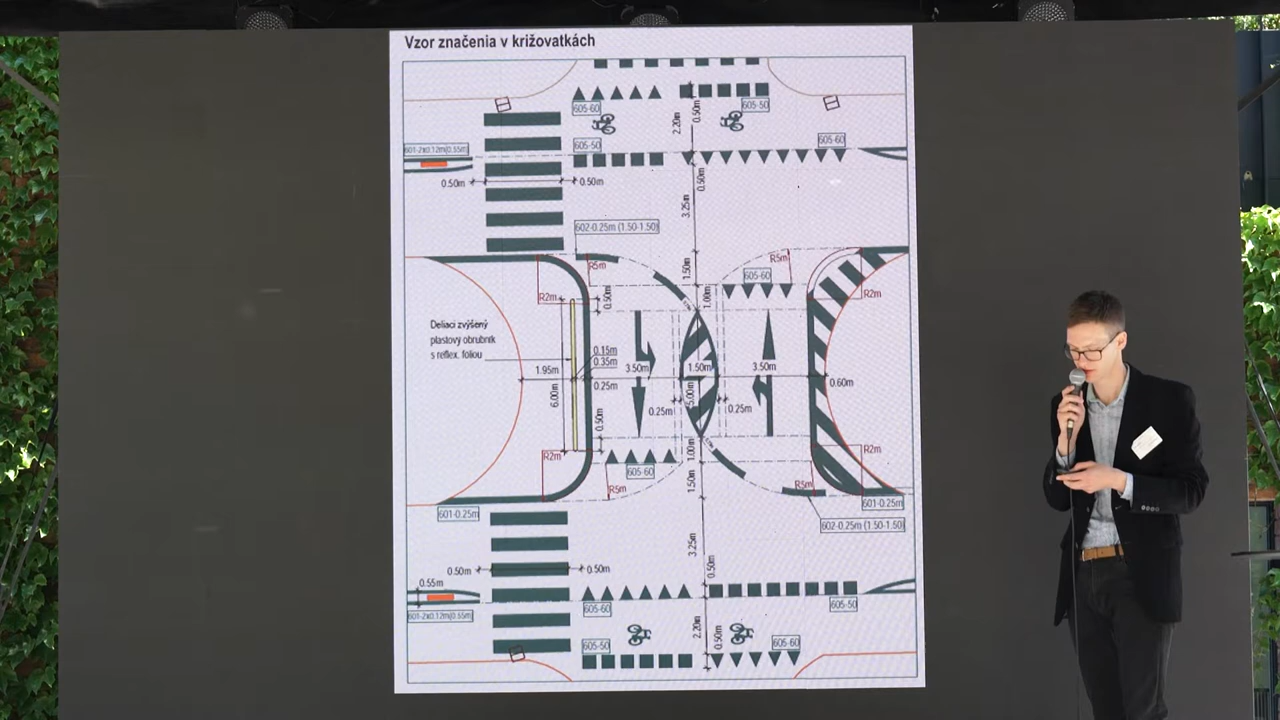 Vzor značenia v križovatkách
605-60
605-50
0.50m
2.20m
605-50
605-60
601-2x0.12m(0.55m)
0.50m
0.50m
0.50m
3.25m
602-0.25m (1.50-1.50)
R5m
1.50m
605-60
R5m
R2m
0.50m
1.00m
R2m
Deliaci zvýšený
plastový obrubník
s reflex. foliou
0.15m
0.35m
1.95m
3.50m
1.50m
3.50m
0.25m
0.60m
6.00m
5.00m
0.25m
0.25m
0.50m
1.00m
R2m
R2m
605-60
R5m
1.50m
R5m
601-0.25m
601-0.25m
602-0.25m (1.50-1.50)
3.25m
0.50m
0.50m
0.50m
0.55m
605-60
605-50
601-2x0.12m(0.55m)
2.20m
0.50m
605-50
605-60